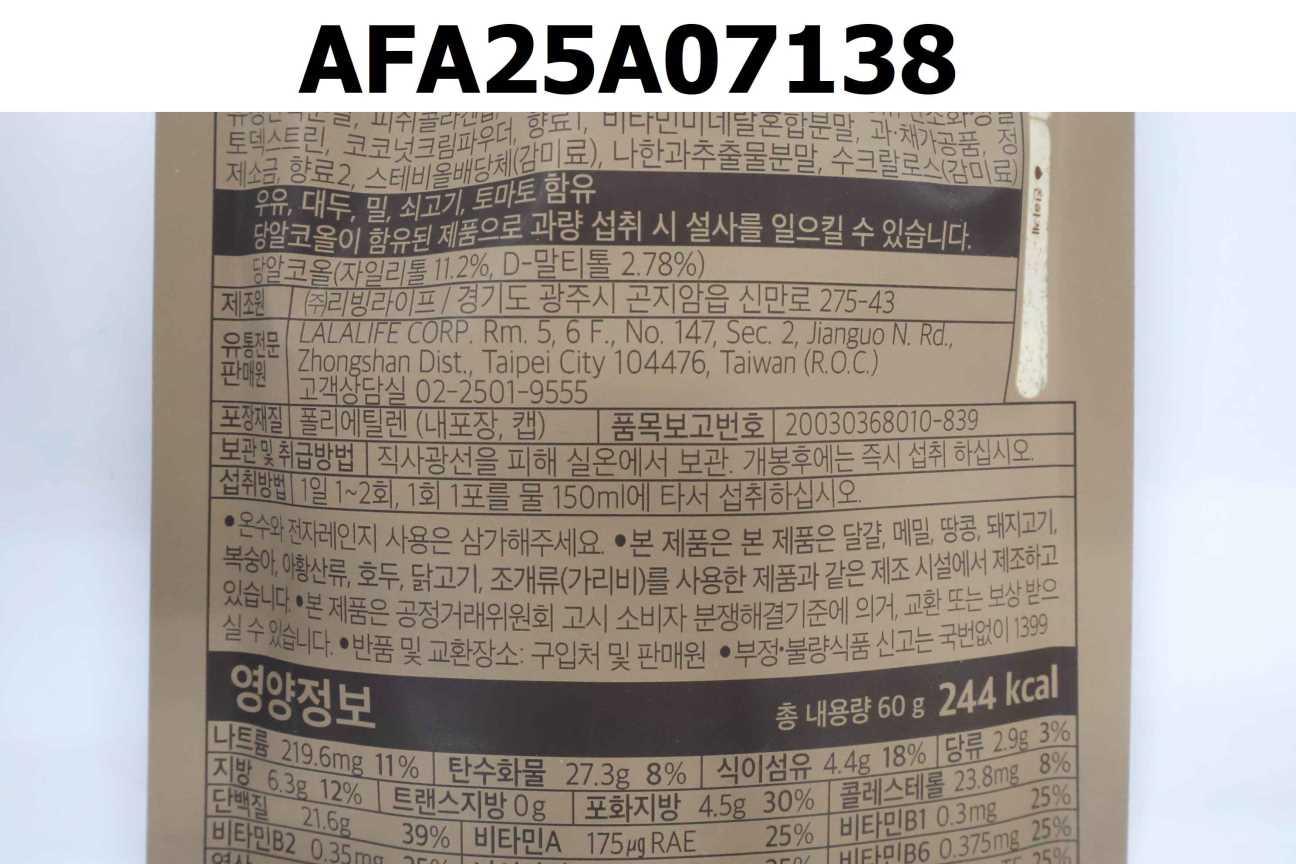 AFA25A07138
피쉬콜라겐 향료1, 비타민미네랄혼합분말, 과·채가공품, 정
토덱스트린, 코코넛크림파우더,
제소금, 향료2, 스테비올배당체(감미료), 나한과추출물분말, 수크랄로스(감미료)
우유, 대두, 밀, 쇠고기, 토마토 함유
당알코올이 함유된 제품으로 과량 섭취 시 설사를 일으킬 수 있습니다.
당알코올(자일리톨 11.2%, D-말티톨 2.78%)
제조원 ㈜리빙라이프 / 경기도 광주시 곤지암읍 신만로 275-43
유통전문판매원 LALALIFE CORP. Rm. 5, 6 F., No. 147, Sec. 2, Jianguo N. Rd.,
Zhongshan Dist., Taipei City 104476, Taiwan (R.O.C.)
고객상담실 02-2501-9555
포장재질 폴리에틸렌 (내포장, 캡) 품목보고번호 20030368010-839
보관 및 취급방법 직사광선을 피해 실온에서 보관. 개봉후에는 즉시 섭취 하십시오.
섭취방법 1일 1~2회, 1회 1포를 물 150ml에 타서 섭취하십시오.
•온수와 전자레인지 사용은 삼가해주세요. •본 제품은 본 제품은 달걀, 메밀, 땅콩, 돼지고기,
복숭아, 아황산류, 호두, 닭고기, 조개류(가리비)를 사용한 제품과 같은 제조 시설에서 제조하고
있습니다. •본 제품은 공정거래위원회 고시 소비자 분쟁해결기준에 의거, 교환 또는 보상 받으
실 수 있습니다. •반품 및 교환장소: 구입처 및 판매원 •부정·불량식품 신고는 국번없이 1399
영양정보 총 내용량 60 g 244 kcal
나트륨 219.6mg 11% 탄수화물 27.3g 8% 식이섬유 4.4g 18% 당류 2.9g 3%
지방 6.3g 12% 트랜스지방 0g 포화지방 4.5g 30% 콜레스테롤 23.8mg 8%
단백질 21.6g 39% 비타민A 175μg RAE 25% 비타민B1 0.3mg 25%
비타민B2 0.35mg 25% 비타민B6 0.375mg 25%